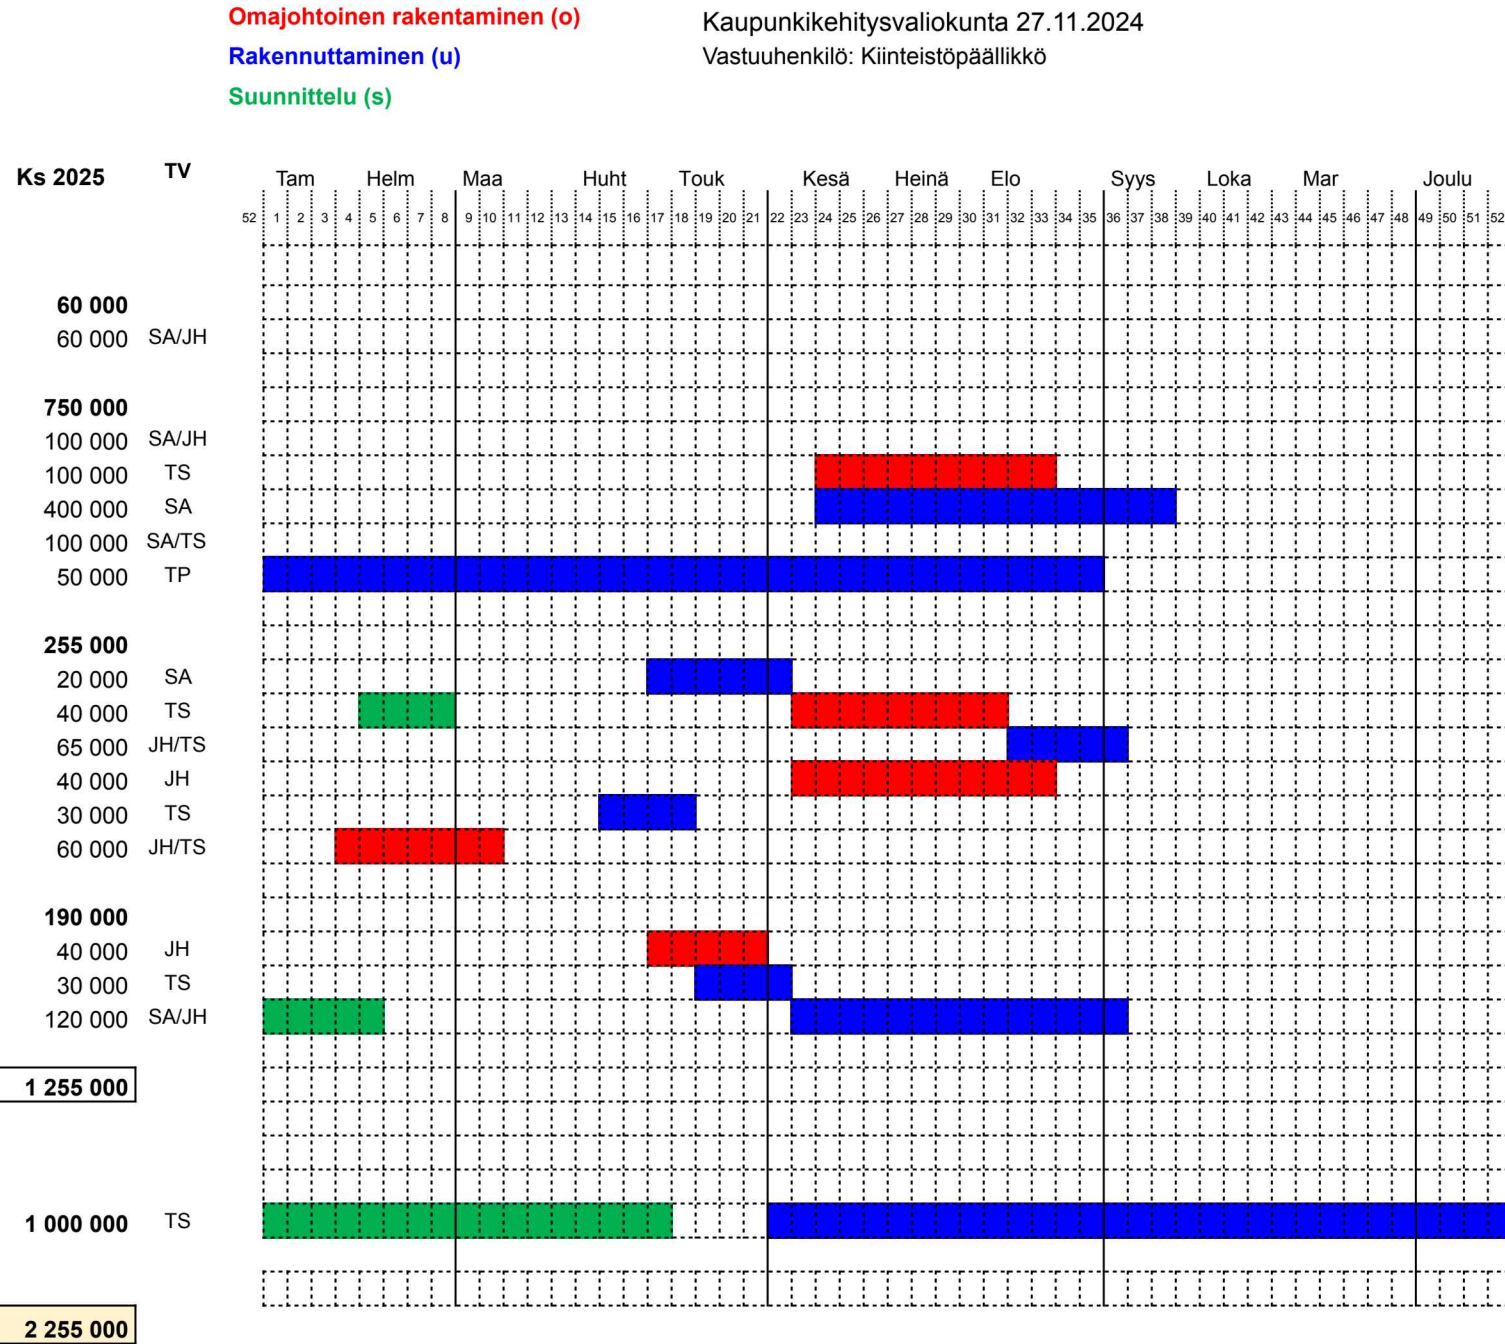 Omajohtoinen rakentaminen (o)
Kaupunkikehitysvaliokunta 27.11.2024
Rakennuttaminen (u)
Vastuuhenkilö: Kiinteistöpäällikkö
Suunnittelu (s)
Ks 2025 TV Tam Helm Maa Huht Touk Kesä Heinä Elo Syys Loka Mar Joulu
52 1 2 3 4 5 6 7 8 9 10 11 12 13 14 15 16 17 18 19 20 21 22 23 24 25 26 27 28 29 30 31 32 33 34 35 36 37 38 39 40 41 42 43 44 45 46 47 48 49 50 51 52
60 000
60 000 SA/JH
750 000
100 000 SA/JH
100 000 TS
400 000 SA
100 000 SA/TS
50 000 TP
255 000
20 000 SA
40 000 TS
65 000 JH/TS
40 000 JH
30 000 TS
60 000 JH/TS
190 000
40 000 JH
30 000 TS
120 000 SA/JH
1 255 000
1 000 000 TS
2 255 000